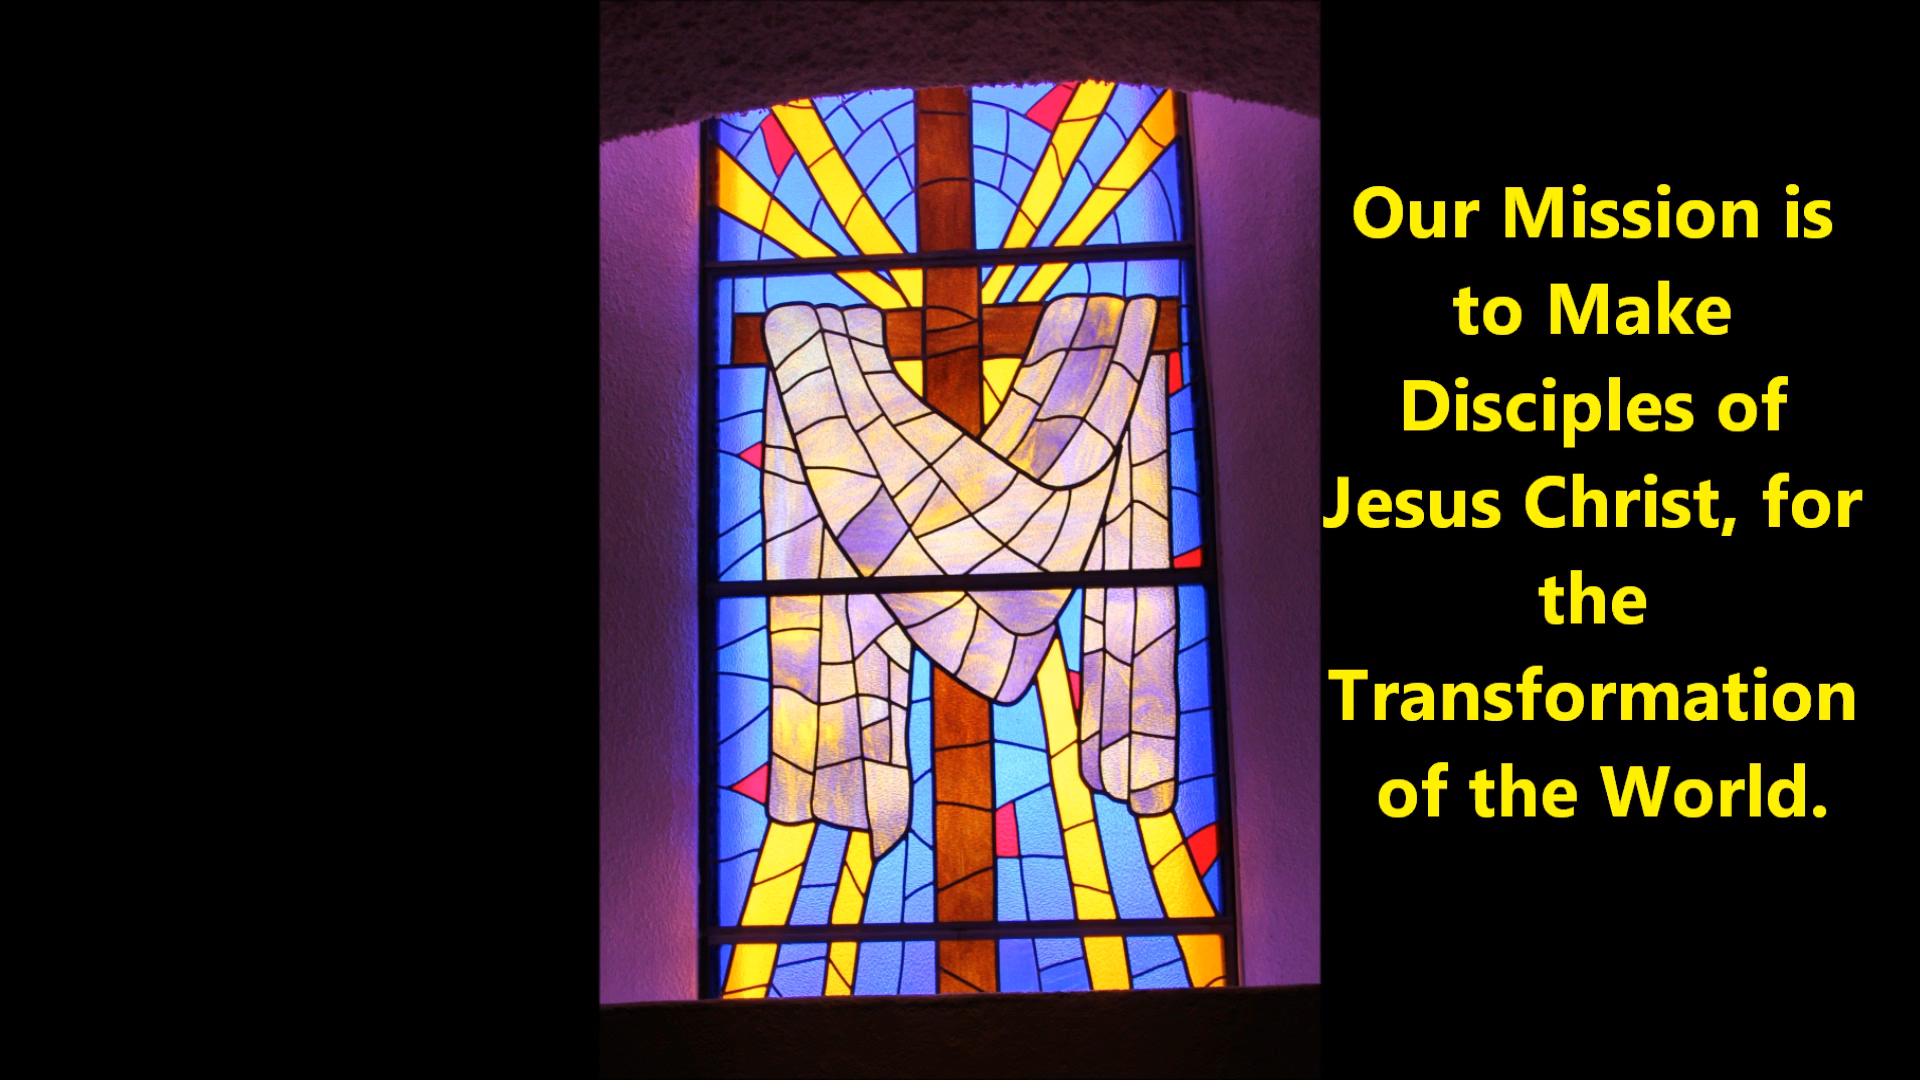 Our Mission is
to Make
Disciples of
Jesus Christ, for
the
Transformation
of the World.